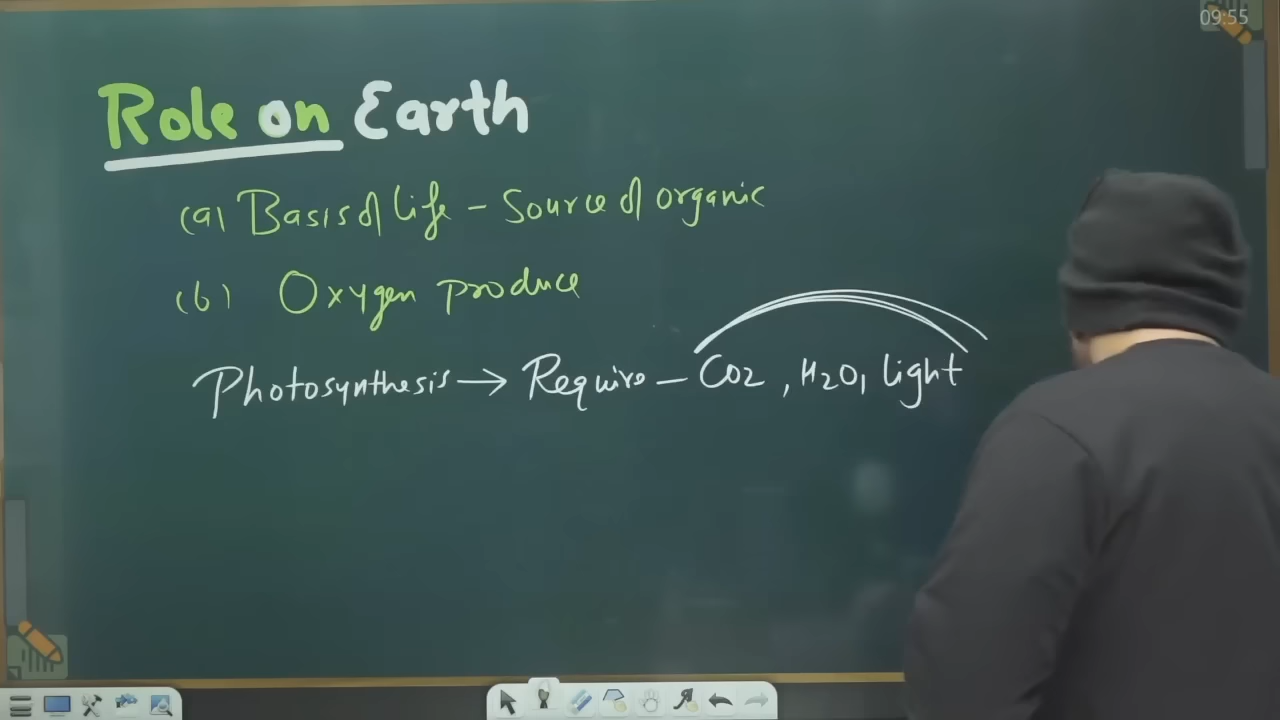 09:55
Role on Earth
(a) Basis of life - Source of organic
(b) Oxygen produce
Photosynthesis → Require - CO2, H2O, light